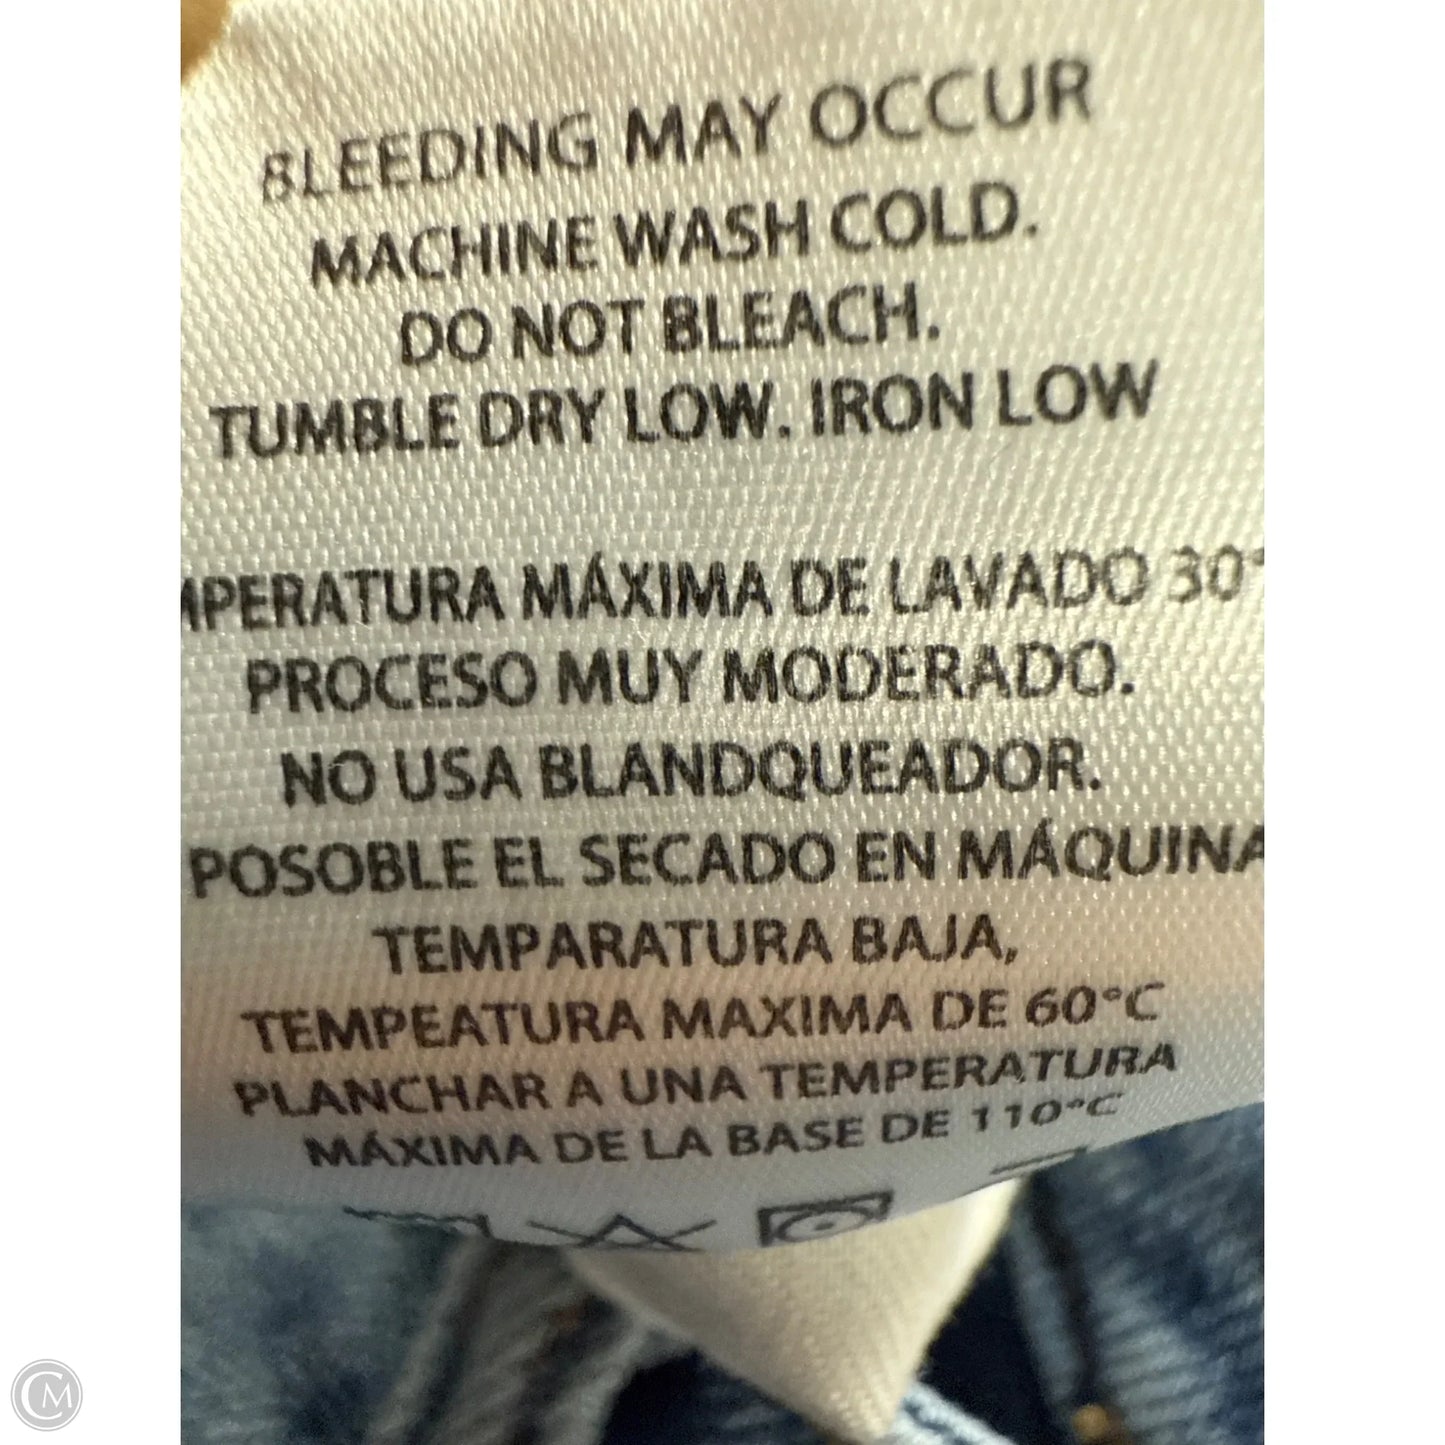 BLEEDING MAY OCCUR
MACHINE WASH COLD.
DO NOT BLEACH.
TUMBLE DRY LOW. IRON LOW
MPERATURA MÁXIMA DE LAVADO 30°
PROCESO MUY MODERADO.
NO USA BLANDQUEADOR.
POSOBLE EL SECADO EN MÁQUINA
TEMPARATURA BAJA,
TEMPEATURA MAXIMA DE 60°C
PLANCHAR A UNA TEMPERATURA
MÁXIMA DE LA BASE DE 110°C
CM